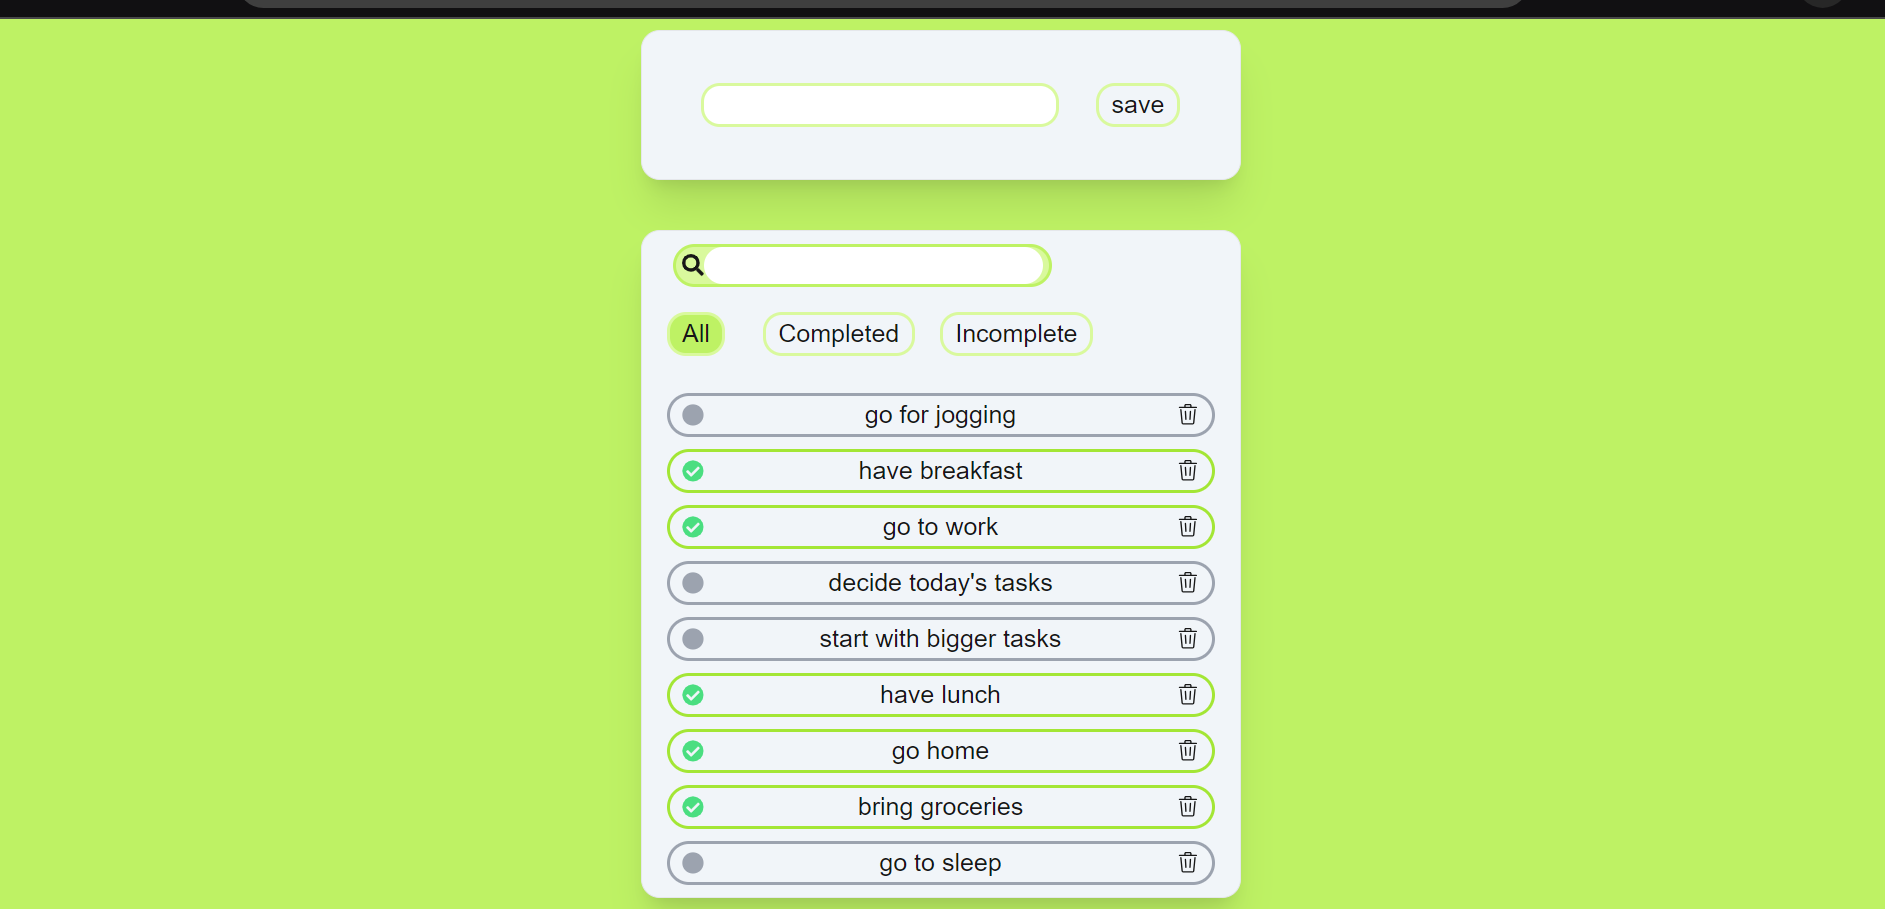 save
All Completed Incomplete
go for jogging
have breakfast
go to work
decide today's tasks
start with bigger tasks
have lunch
go home
bring groceries
go to sleep